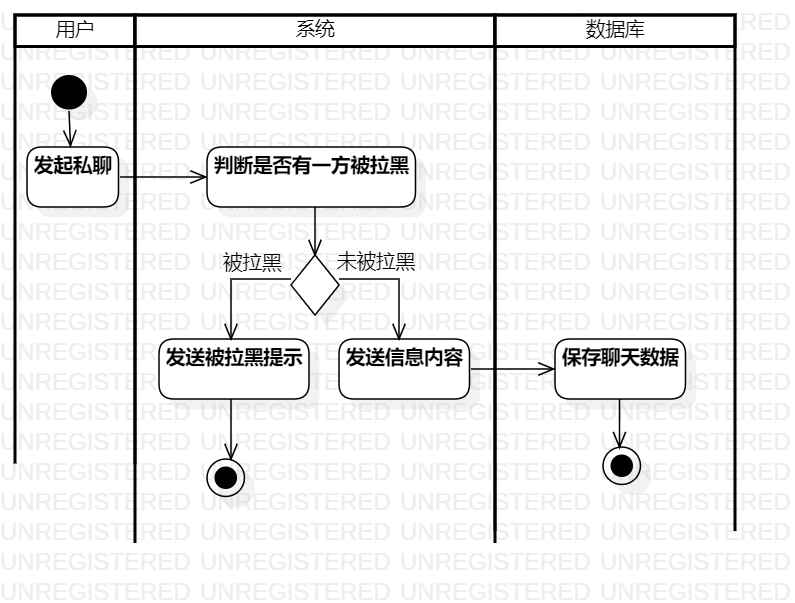 用户
系统
数据库
发起私聊
判断是否有一方被拉黑
被拉黑
未被拉黑
发送被拉黑提示
发送信息内容
保存聊天数据
UNREGISTERED